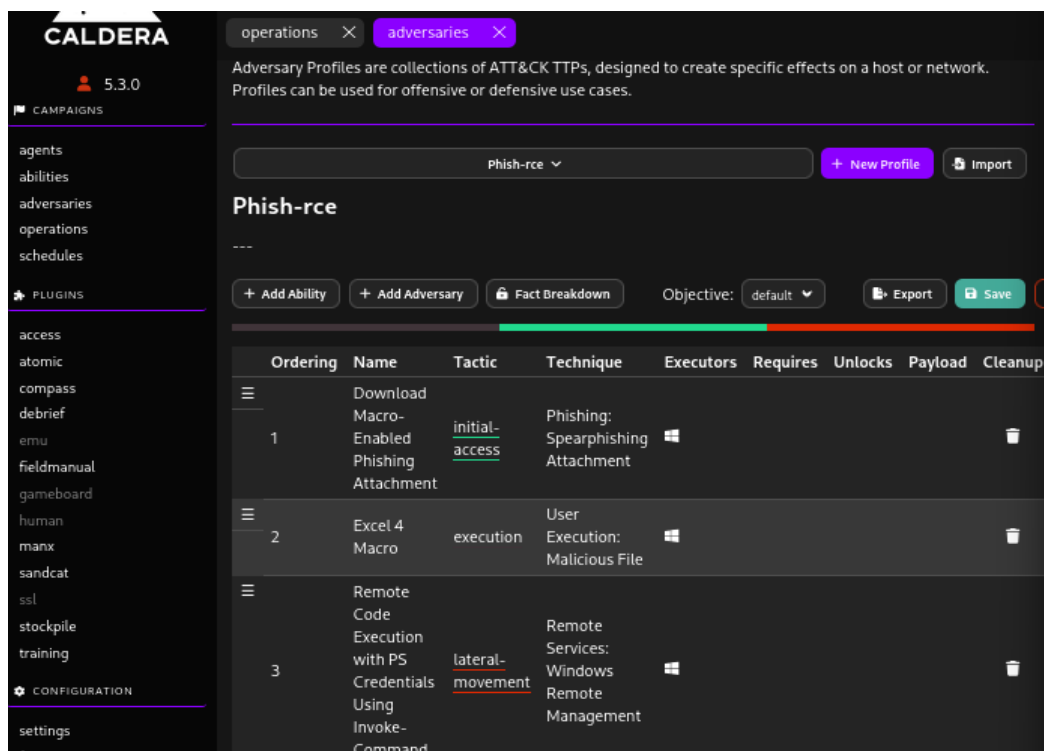 CALDERA
5.3.0
CAMPAIGNS
agents
abilities
adversaries
operations
schedules
PLUGINS
access
atomic
compass
debrief
emu
fieldmanual
gameboard
human
manx
sandcat
ssl
stockpile
training
CONFIGURATION
settings
operations
adversaries
Adversary Profiles are collections of ATT&CK TTPs, designed to create specific effects on a host or network.
Profiles can be used for offensive or defensive use cases.
Phish-rce
+ New Profile
Import
Phish-rce
---
+ Add Ability
+ Add Adversary
Fact Breakdown
Objective:
default
Export
Save
Ordering Name Tactic Technique Executors Requires Unlocks Payload Cleanup
1
Download
Macro-
Enabled
Phishing
Attachment
initial-
access
Phishing:
Spearphishing
Attachment
2
Excel 4
Macro
execution
User
Execution:
Malicious File
3
Remote
Code
Execution
with PS
Credentials
Using
Invoke-
Command
lateral-
movement
Remote
Services:
Windows
Remote
Management